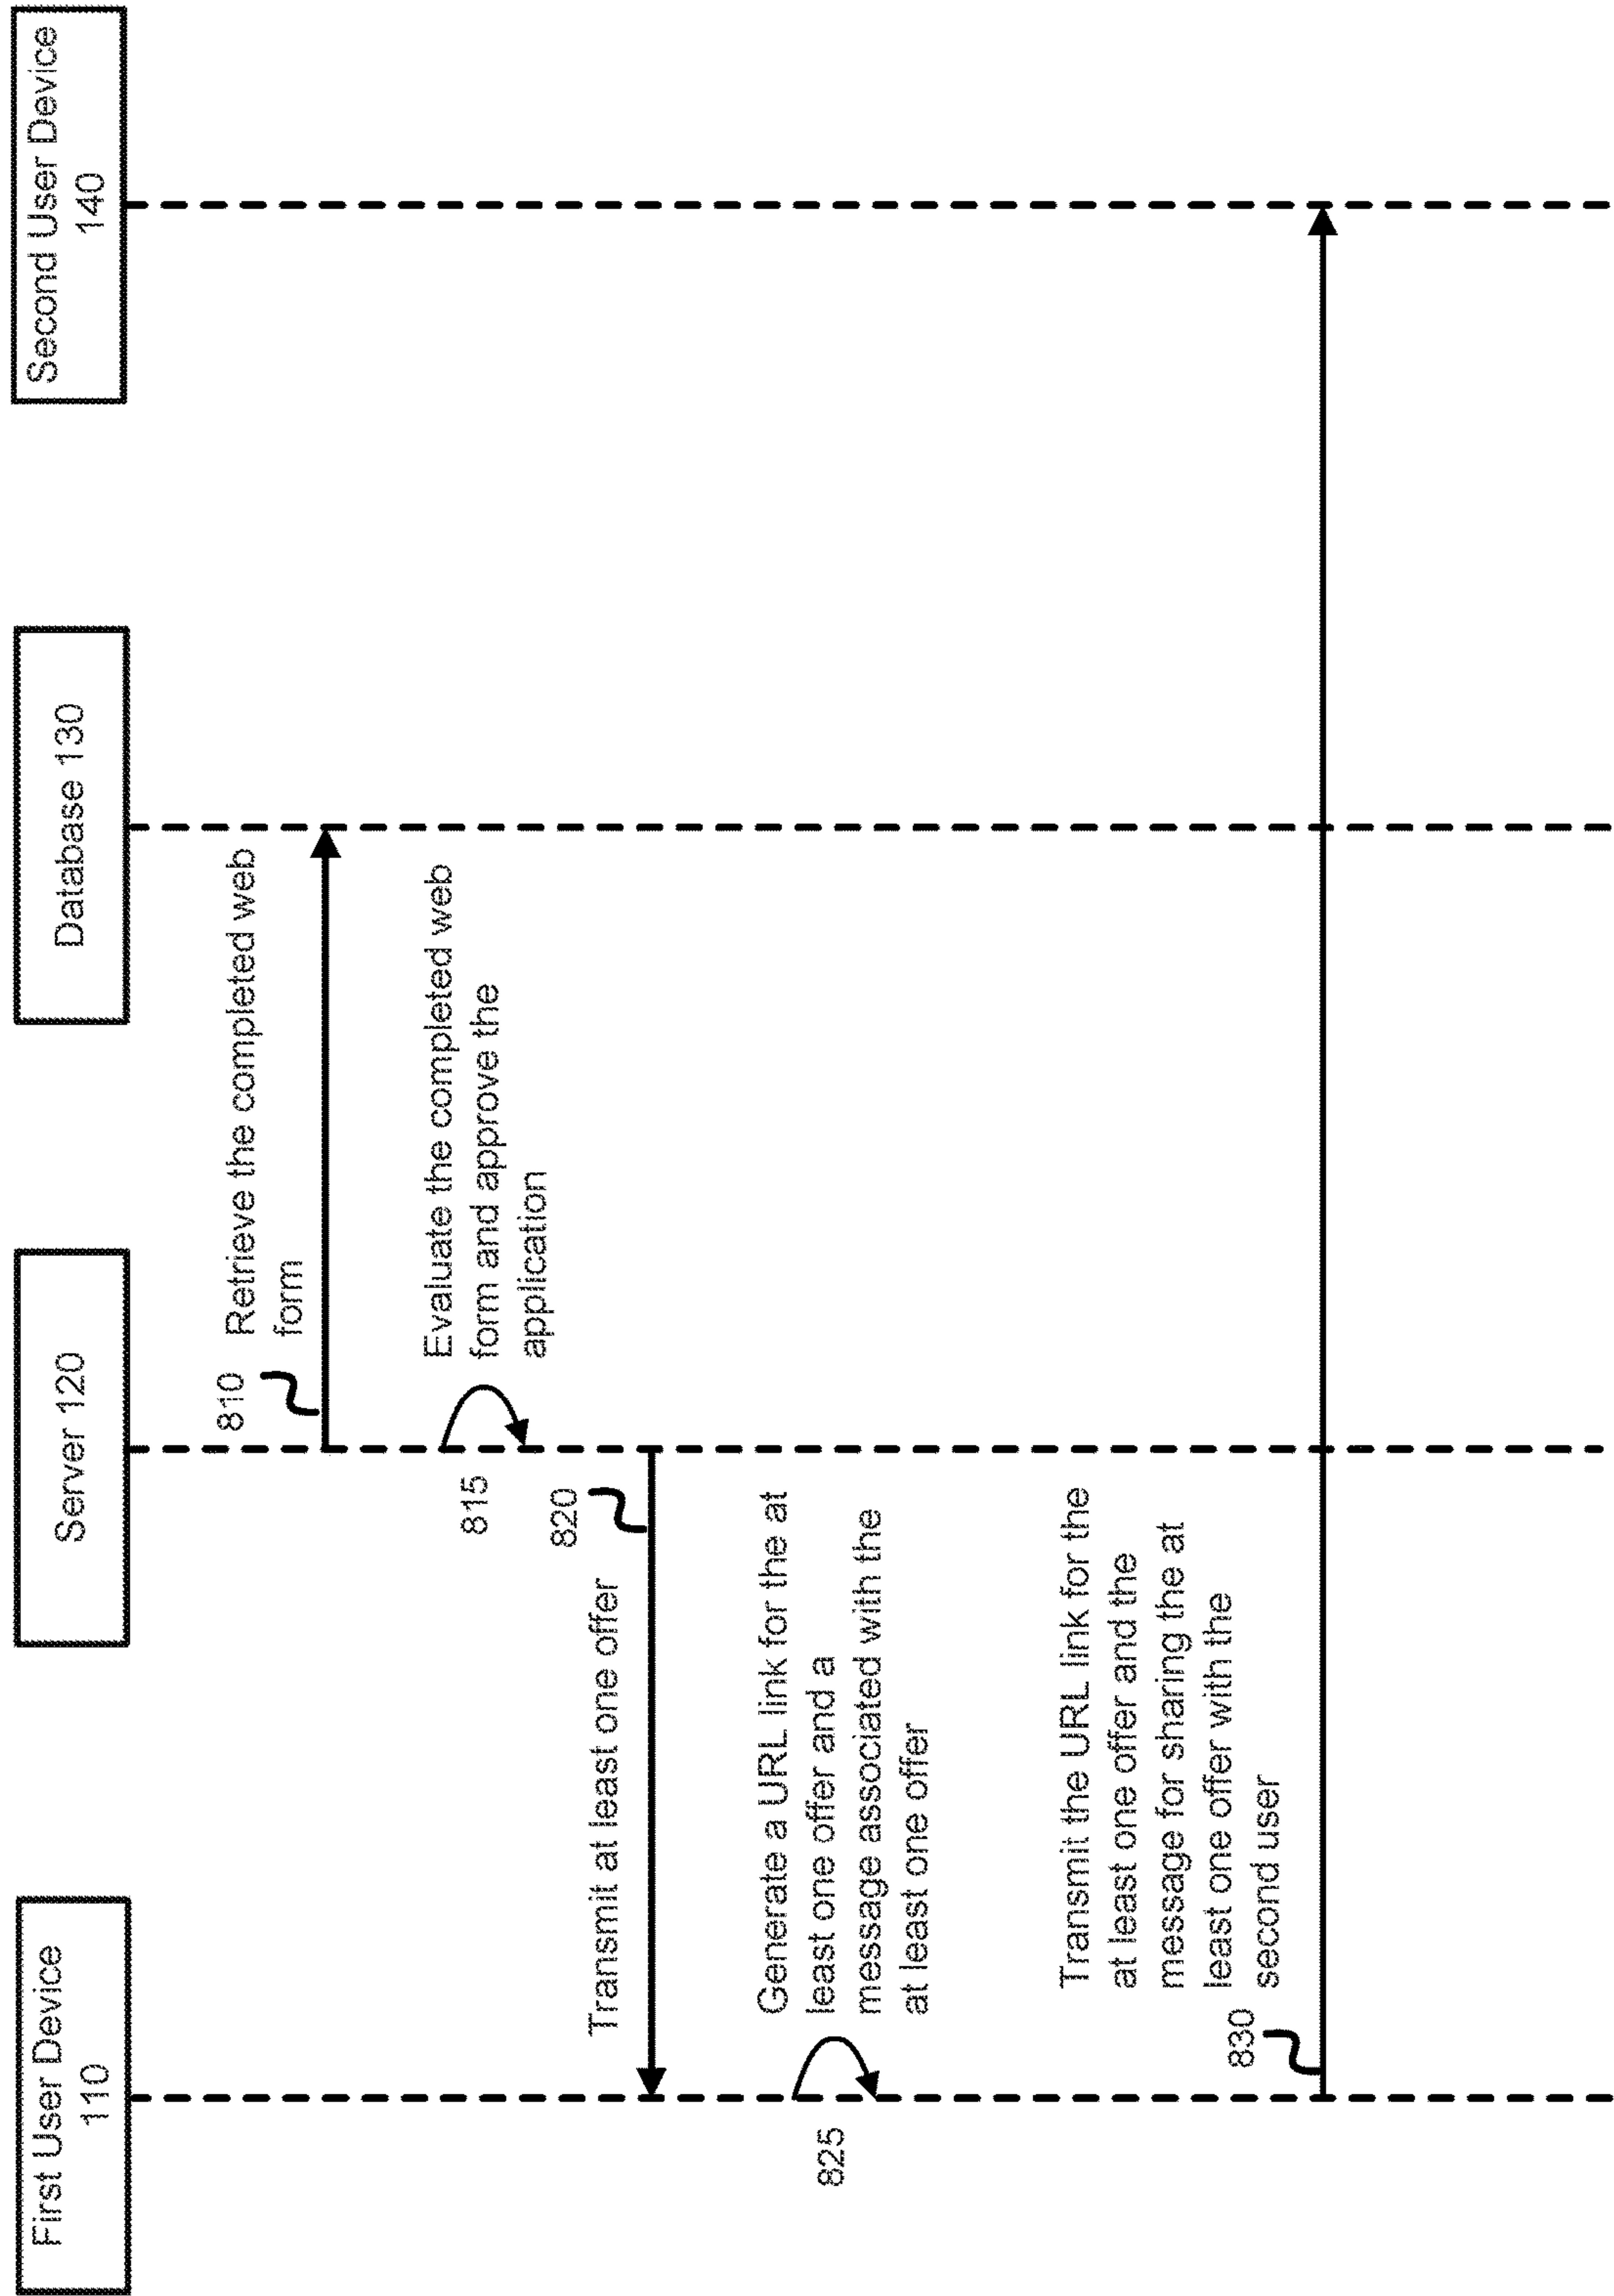 First User Device
110
Server 120
Database 130
Second User Device
140
810
Retrieve the completed web
form
815
Evaluate the completed web
form and approve the
application
820
Transmit at least one offer
825
Generate a URL link for the at
least one offer and a
message associated with the
at least one offer
830
Transmit the URL link for the
at least one offer and the
message for sharing the at
least one offer with the
second user